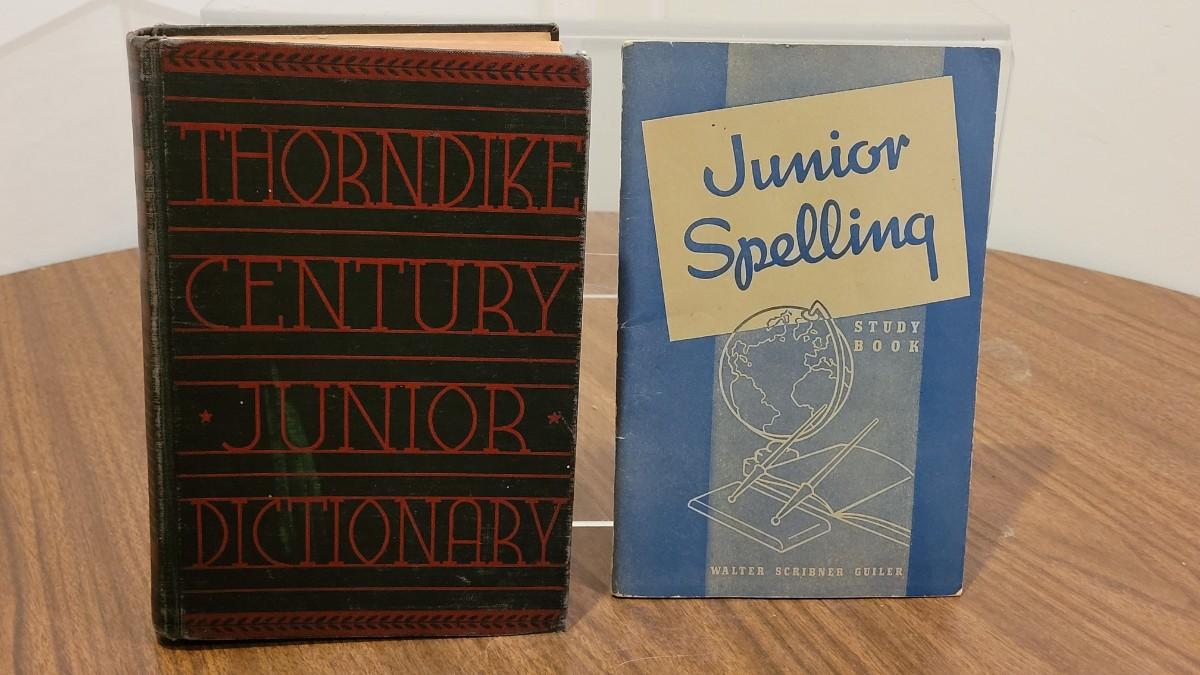 THORNDIKE
CENTURY
JUNIOR
DICTIONARY
Junior
Spelling
STUDY
BOOK
WALTER SCRIBNER GUILER